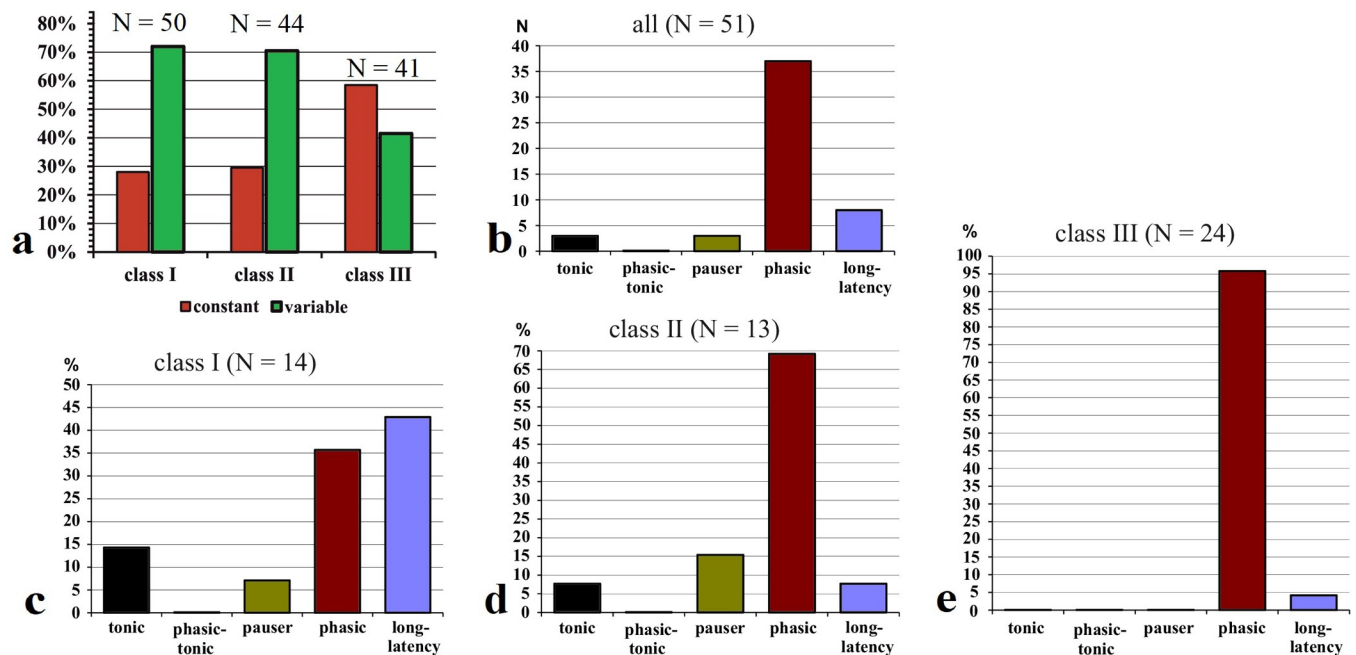 80%
70%
60%
50%
40%
30%
20%
10%
0%
N = 50
N = 44
N = 41
class I
class II
class III
constant
variable
a
N
all (N = 51)
40
35
30
25
20
15
10
5
0
tonic
phasic-
tonic
pauser
phasic
long-
latency
b
%
class I (N = 14)
50
45
40
35
30
25
20
15
10
5
0
tonic
phasic-
tonic
pauser
phasic
long-
latency
c
%
class II (N = 13)
70
65
60
55
50
45
40
35
30
25
20
15
10
5
0
tonic
phasic-
tonic
pauser
phasic
long-
latency
d
%
class III (N = 24)
100
95
90
85
80
75
70
65
60
55
50
45
40
35
30
25
20
15
10
5
0
tonic
phasic-
tonic
pauser
phasic
long-
latency
e